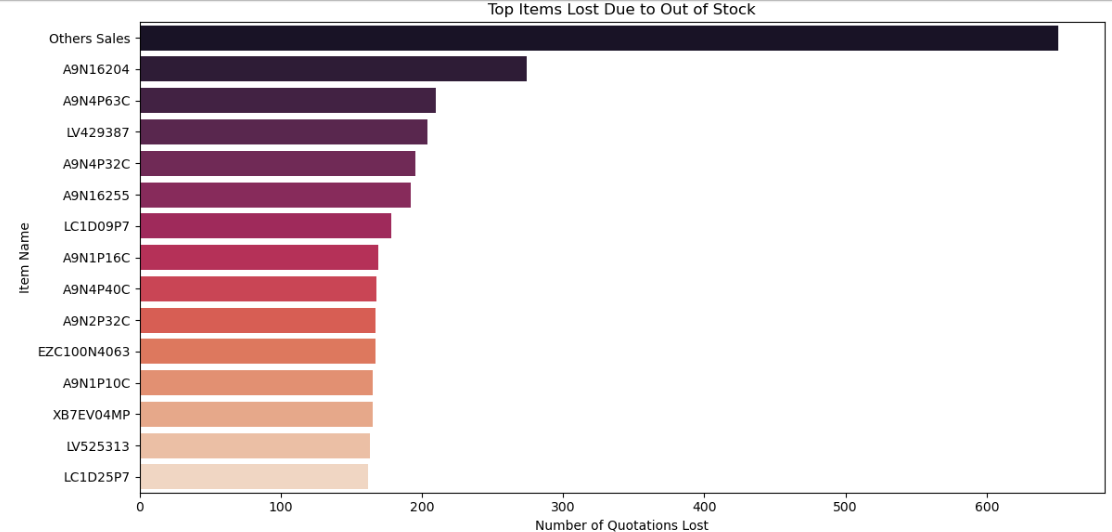 Top Items Lost Due to Out of Stock
Item Name
Others Sales
A9N16204
A9N4P63C
LV429387
A9N4P32C
A9N16255
LC1D09P7
A9N1P16C
A9N4P40C
A9N2P32C
EZC100N4063
A9N1P10C
XB7EV04MP
LV525313
LC1D25P7
0 100 200 300 400 500 600
Number of Quotations Lost